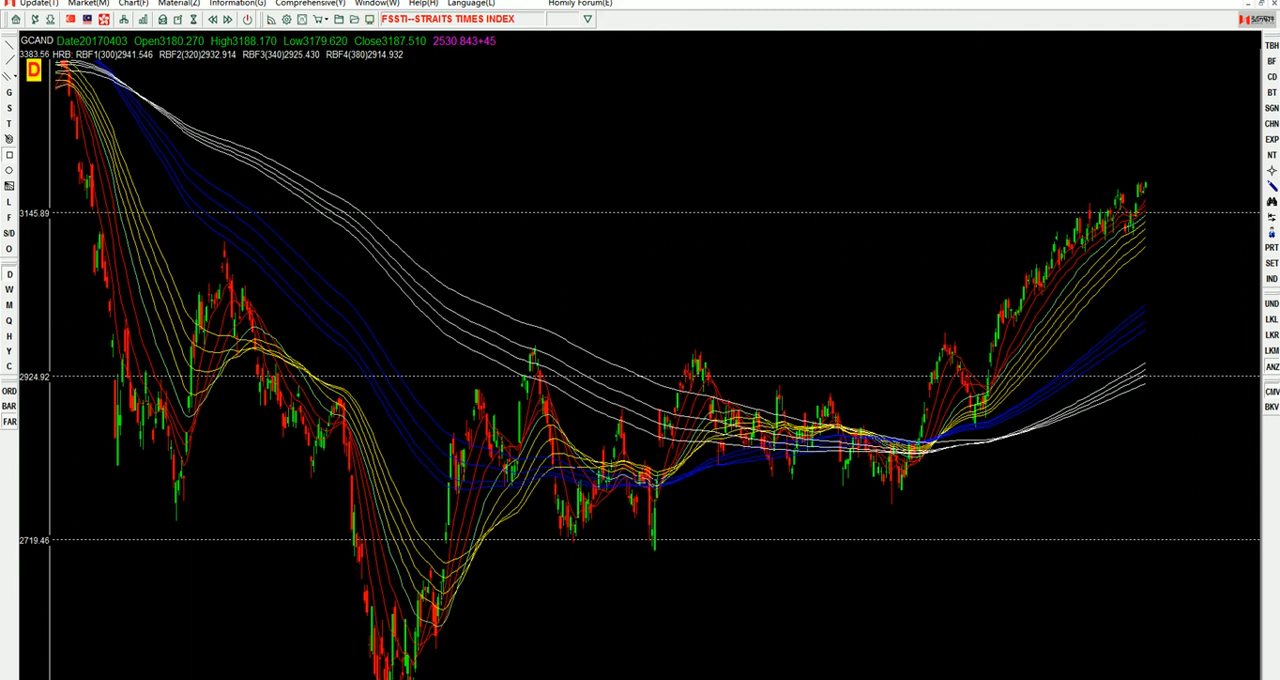 Update(T) Market(M) Chart(F) Material(Z) Information(G) Comprehensive(Y) Window(W) Help(H) Language(L) Homily Forum(E)
FSSTI--STRAITS TIMES INDEX
GCAND Date20170403 Open3180.270 High3188.170 Low3179.620 Close3187.510 2530.843+45
3383.56 HRB: RBF1(300)2941.546 RBF2(320)2932.914 RBF3(340)2925.430 RBF4(380)2914.932
D
3145.89
2924.92
2719.46
G
S
T
L
F
S/D
O
D
W
M
Q
H
Y
C
ORD
BAR
FAR
TBH
BF
CD
BT
SGN
CHN
EXP
NT
PRT
SET
IND
UND
LKL
LKR
LKM
ANZ
CMV
BKV